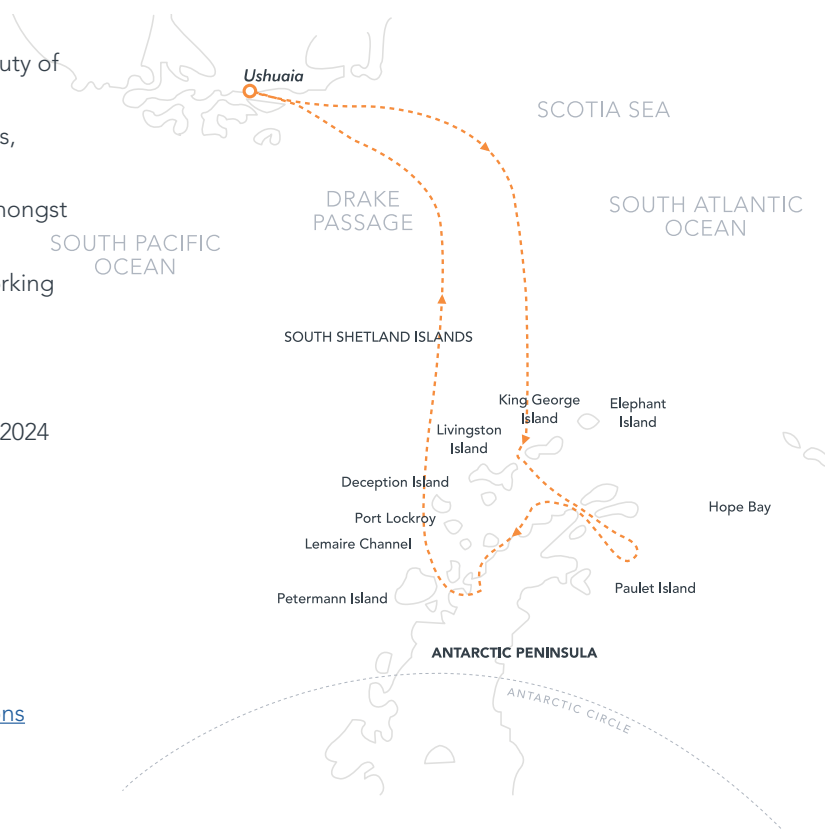 uty of
s,
nongst
rking
2024
ns
Ushuaia
SCOTIA SEA
DRAKE
PASSAGE
SOUTH ATLANTIC
OCEAN
SOUTH PACIFIC
OCEAN
SOUTH SHETLAND ISLANDS
King George
Island
Elephant
Island
Livingston
Island
Deception Island
Hope Bay
Port Lockroy
Lemaire Channel
Paulet Island
Petermann Island
ANTARCTIC PENINSULA
ANTARCTIC CIRCLE